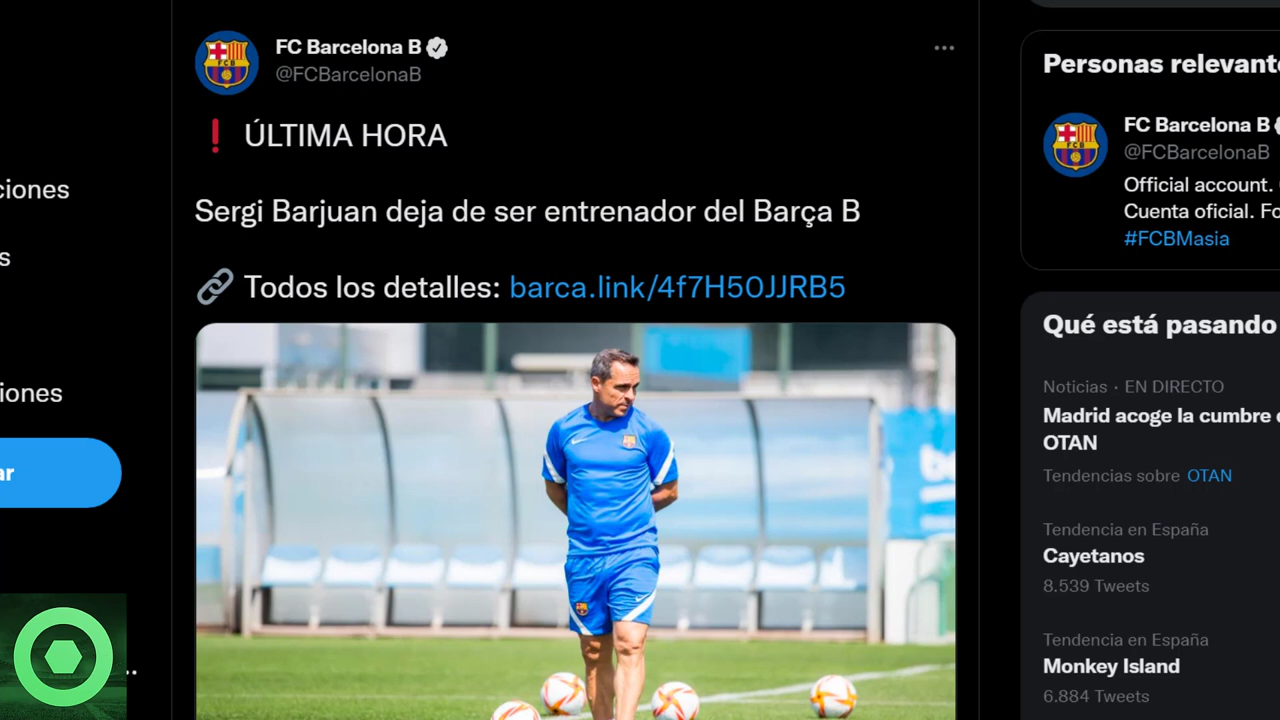 FC Barcelona B
@FCBarcelonaB
❗ ÚLTIMA HORA
Sergi Barjuan deja de ser entrenador del Barça B
🔗 Todos los detalles: barca.link/4f7H50JJRB5
ciones
s
iones
ar
Personas relevante
FC Barcelona B
@FCBarcelonaB
Official account.
Cuenta oficial. Fo
#FCBMasia
Qué está pasando
Noticias · EN DIRECTO
Madrid acoge la cumbre
OTAN
Tendencias sobre OTAN
Tendencia en España
Cayetanos
8.539 Tweets
Tendencia en España
Monkey Island
6.884 Tweets